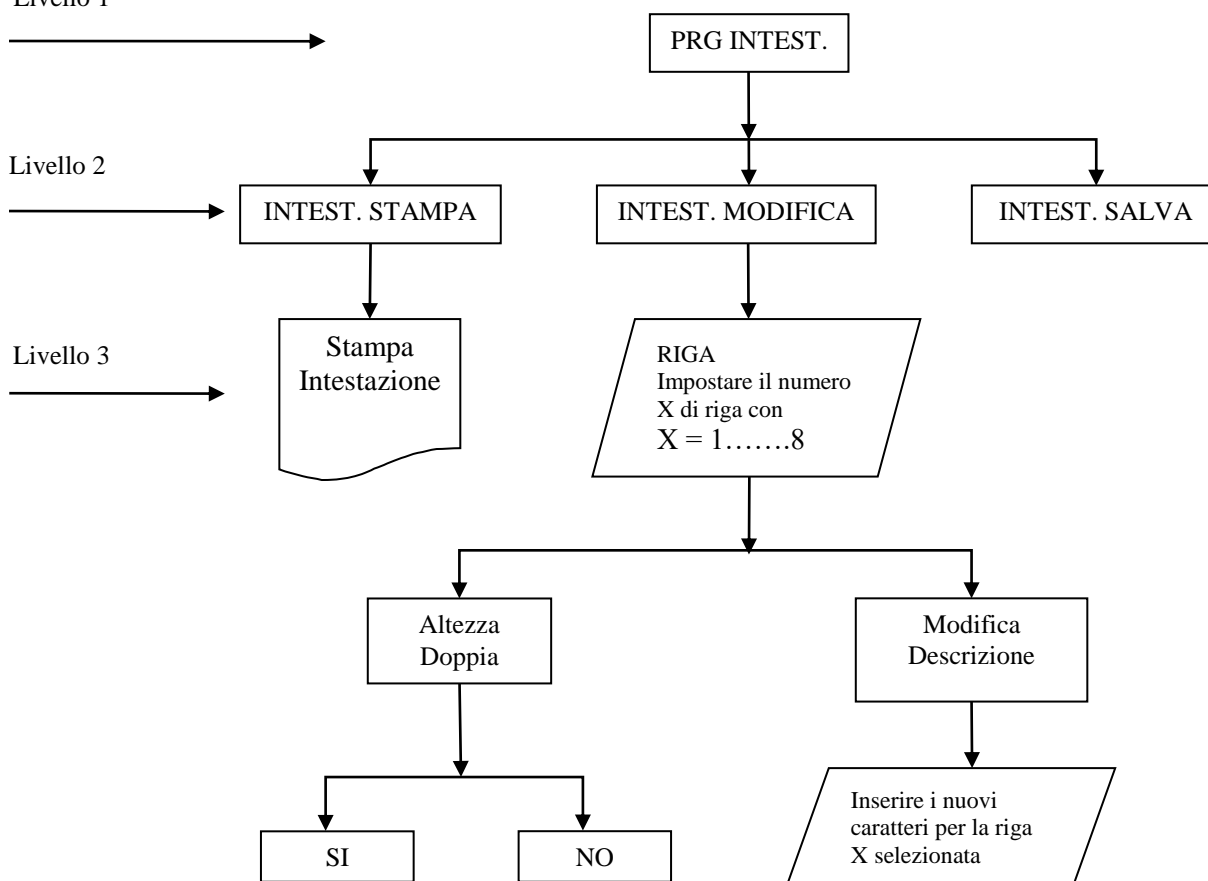 Livello 1
PRG INTEST.
Livello 2
INTEST. STAMPA
INTEST. MODIFICA
INTEST. SALVA
Livello 3
Stampa
Intestazione
RIGA
Impostare il numero
X di riga con
X = 1…….8
Altezza
Doppia
Modifica
Descrizione
SI
NO
Inserire i nuovi
caratteri per la riga
X selezionata